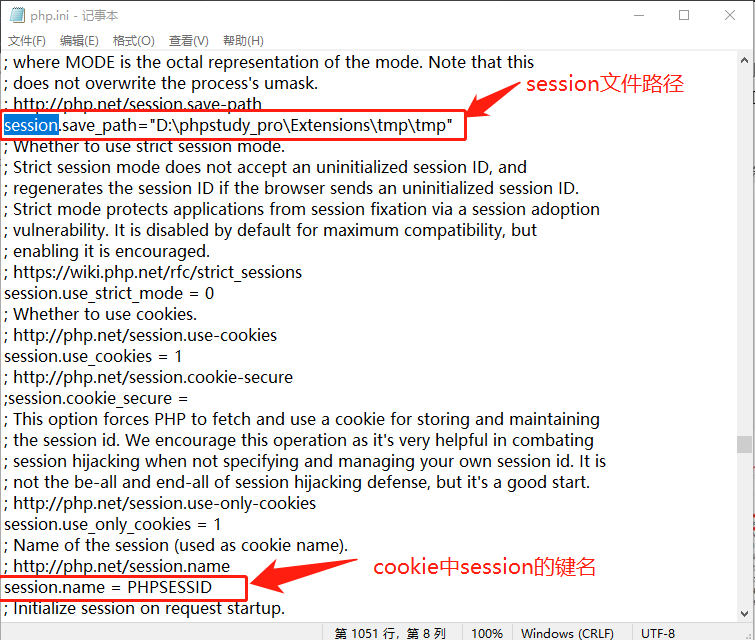 php.ini - 记事本
文件(F) 编辑(E) 格式(O) 查看(V) 帮助(H)
; where MODE is the octal representation of the mode. Note that this
; does not overwrite the process's umask.
; http://php.net/session.save-path
session文件路径
session.save_path="D:\phpstudy_pro\Extensions\tmp\tmp"
; Whether to use strict session mode.
; Strict session mode does not accept an uninitialized session ID, and
; regenerates the session ID if the browser sends an uninitialized session ID.
; Strict mode protects applications from session fixation via a session adoption
; vulnerability. It is disabled by default for maximum compatibility, but
; enabling it is encouraged.
; https://wiki.php.net/rfc/strict_sessions
session.use_strict_mode = 0
; Whether to use cookies.
; http://php.net/session.use-cookies
session.use_cookies = 1
; http://php.net/session.cookie-secure
;session.cookie_secure =
; This option forces PHP to fetch and use a cookie for storing and maintaining
; the session id. We encourage this operation as it's very helpful in combating
; session hijacking when not specifying and managing your own session id. It is
; not the be-all and end-all of session hijacking defense, but it's a good start.
; http://php.net/session.use-only-cookies
session.use_only_cookies = 1
; Name of the session (used as cookie name).
; http://php.net/session.name
cookie中session的键名
session.name = PHPSESSID
; Initialize session on request startup.
第 1051 行，第 8 列 100% Windows (CRLF) UTF-8